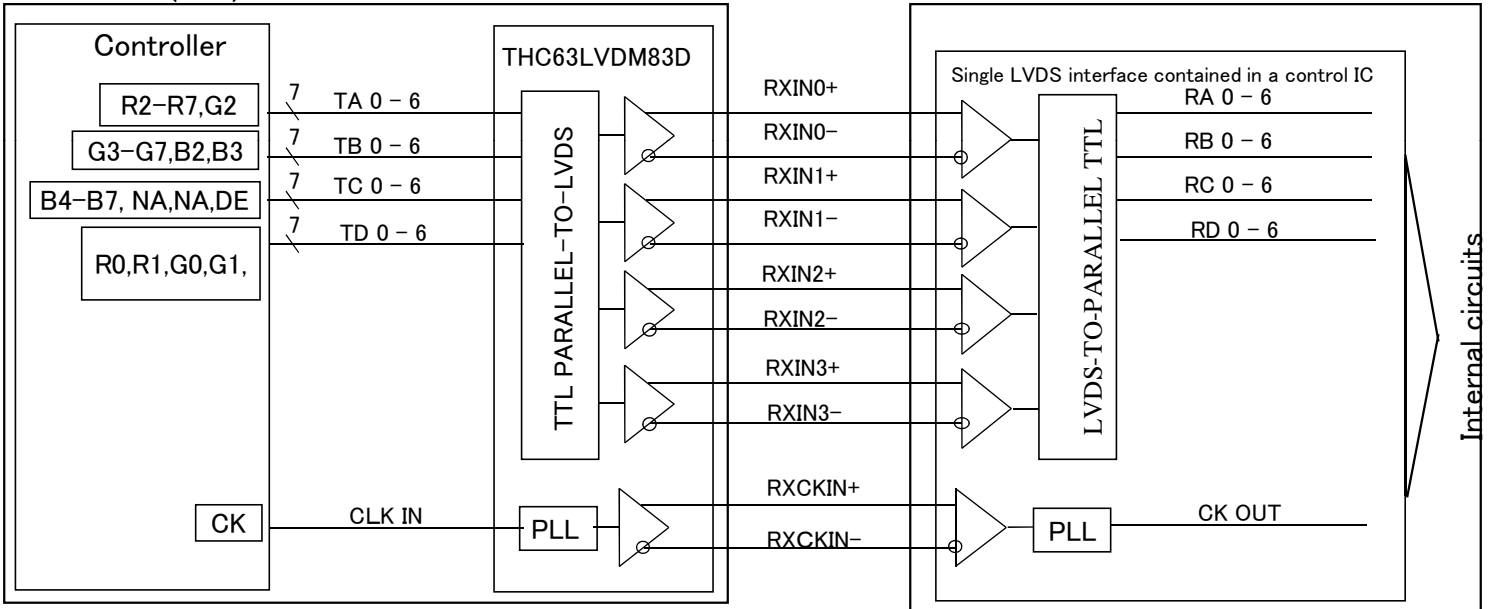 Controller
R2-R7,G2
G3-G7,B2,B3
B4-B7, NA,NA,DE
R0,R1,G0,G1,
CK
7
TA 0 - 6
7
TB 0 - 6
7
TC 0 - 6
7
TD 0 - 6
CLK IN
THC63LVDM83D
TTL PARALLEL-TO-LVDS
PLL
RXIN0+
RXIN0-
RXIN1+
RXIN1-
RXIN2+
RXIN2-
RXIN3+
RXIN3-
RXCKIN+
RXCKIN-
Single LVDS interface contained in a control IC
LVDS-TO-PARALLEL TTL
PLL
RA 0 - 6
RB 0 - 6
RC 0 - 6
RD 0 - 6
CK OUT
Internal circuits